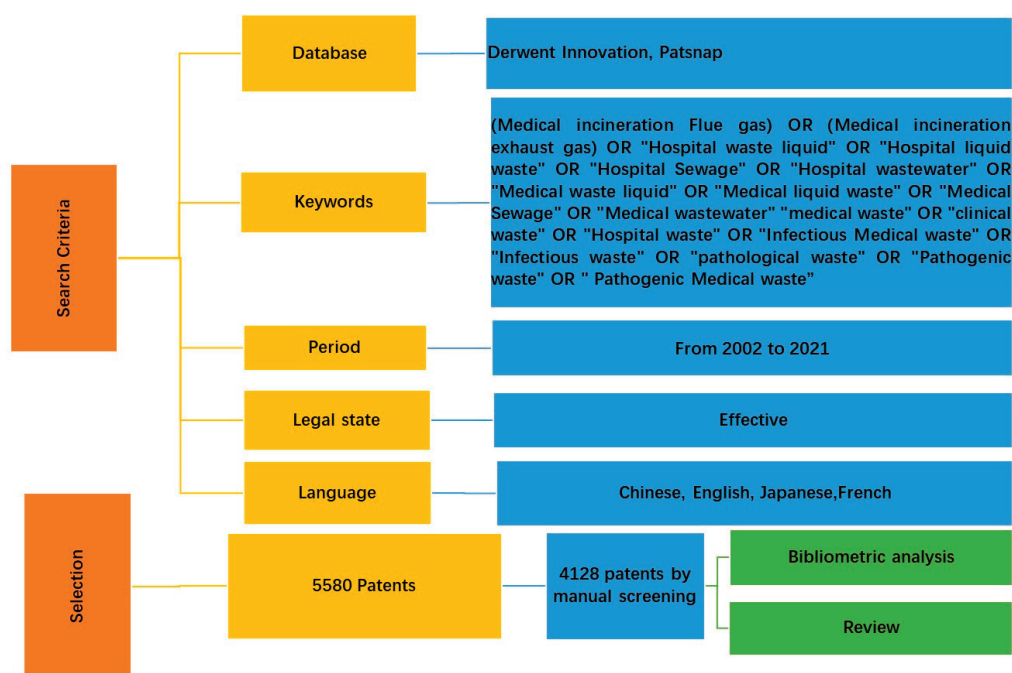 Search Criteria
Database
Derwent Innovation, Patsnap
Keywords
(Medical incineration Flue gas) OR (Medical incineration
exhaust gas) OR "Hospital waste liquid" OR "Hospital liquid
waste" OR "Hospital Sewage" OR "Hospital wastewater" OR
"Medical waste liquid" OR "Medical liquid waste" OR "Medical
Sewage" OR "Medical wastewater" "medical waste" OR "clinical
waste" OR "Hospital waste" OR "Infectious Medical waste" OR
"Infectious waste" OR "pathological waste" OR "Pathogenic
waste" OR " Pathogenic Medical waste"
Period
From 2002 to 2021
Legal state
Effective
Language
Chinese, English, Japanese,French
Selection
5580 Patents
4128 patents by
manual screening
Bibliometric analysis
Review